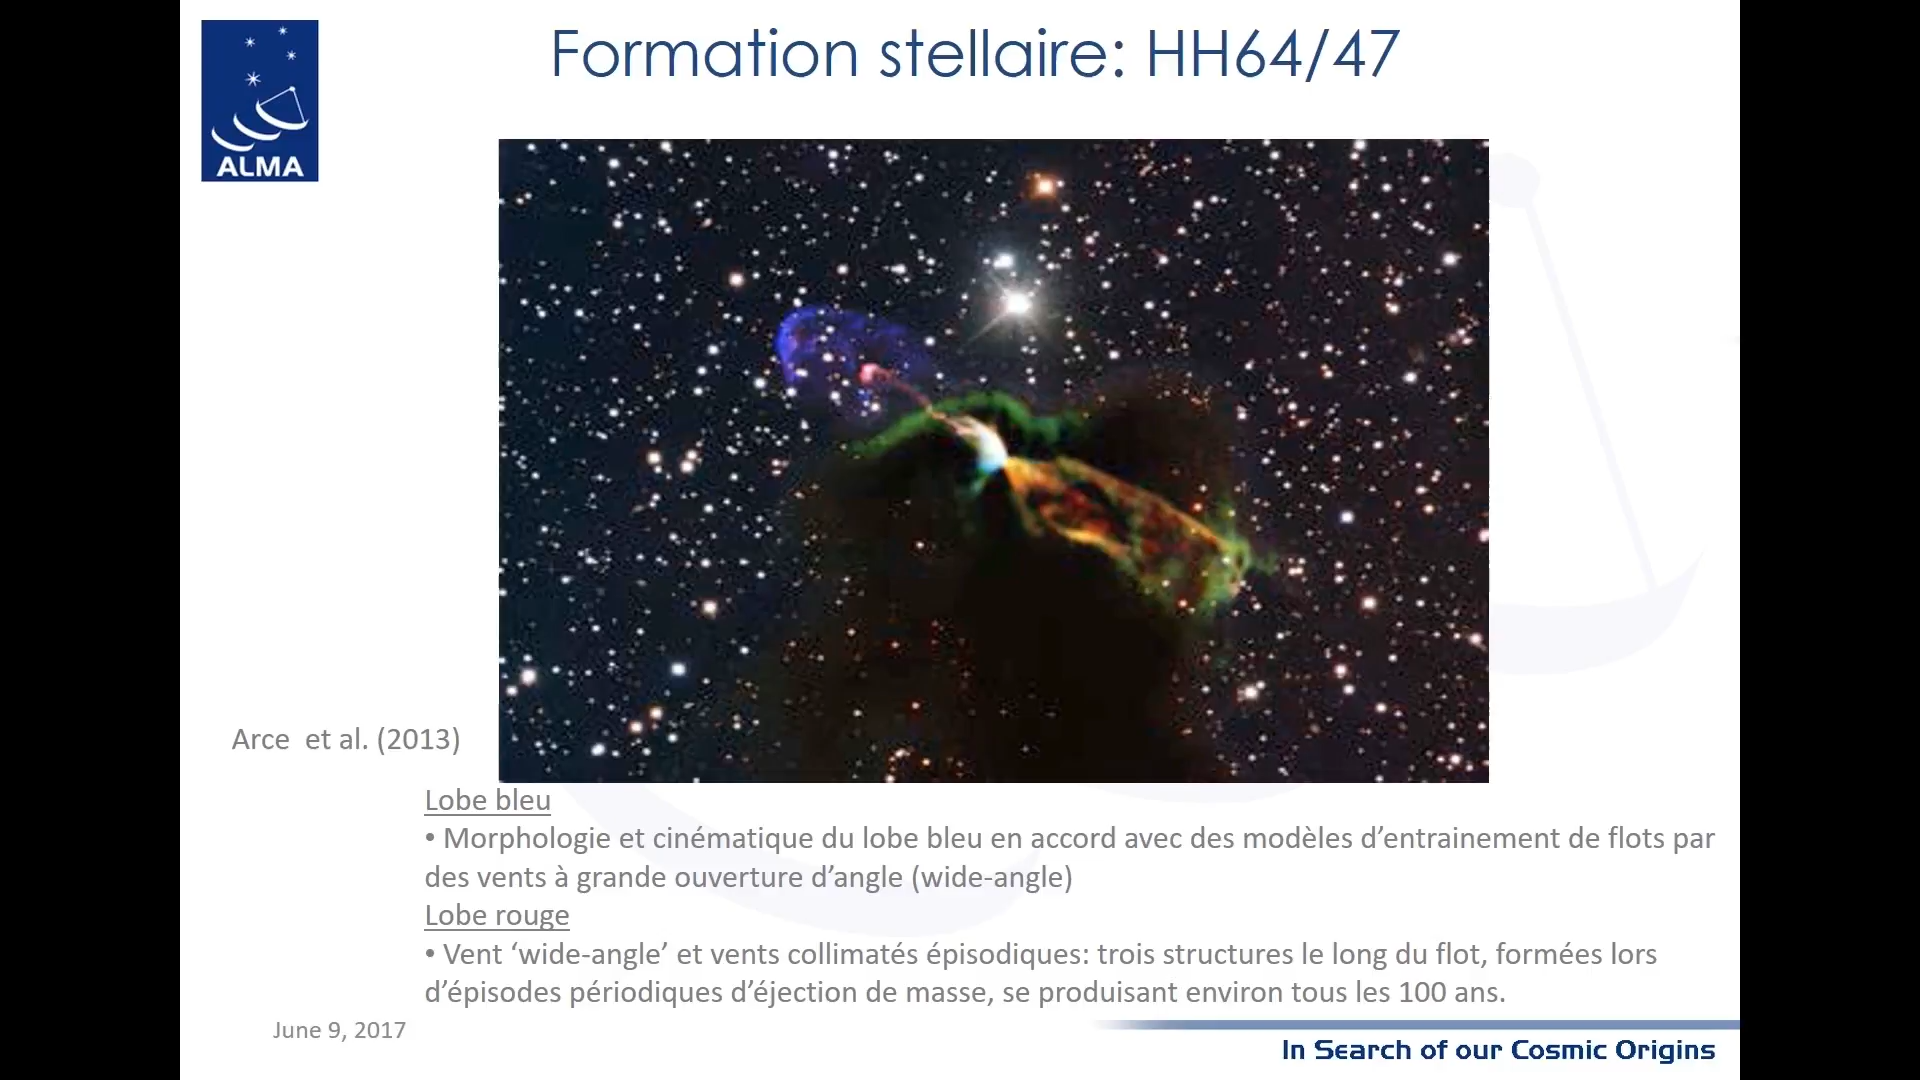 Formation stellaire: HH64/47
ALMA
Arce et al. (2013)
Lobe bleu
• Morphologie et cinématique du lobe bleu en accord avec des modèles d’entrainement de flots par
des vents à grande ouverture d’angle (wide-angle)
Lobe rouge
• Vent ‘wide-angle’ et vents collimatés épisodiques: trois structures le long du flot, formées lors
d’épisodes périodiques d’éjection de masse, se produisant environ tous les 100 ans.
June 9, 2017
In Search of our Cosmic Origins